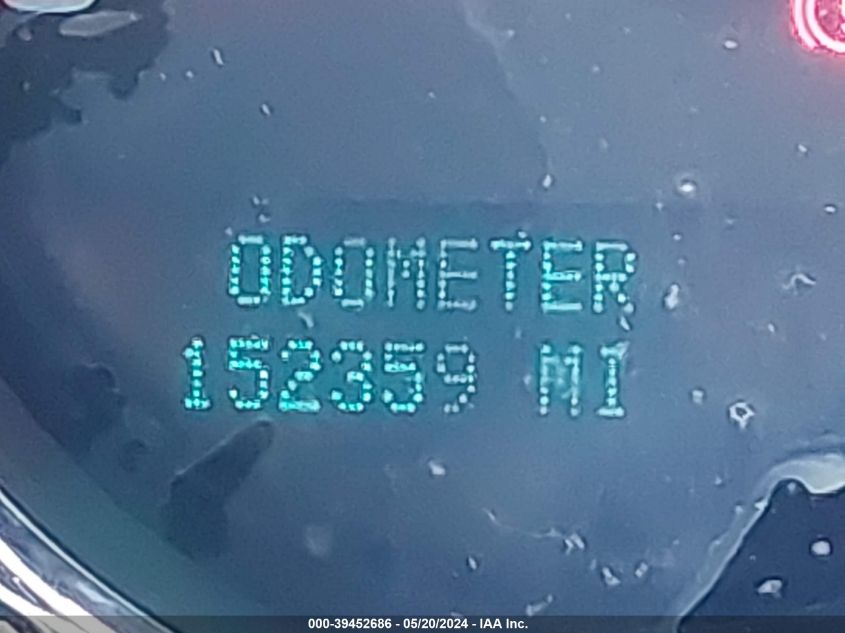 ODOMETER
152359 MI
000-39452686 - 05/20/2024 - IAA Inc.